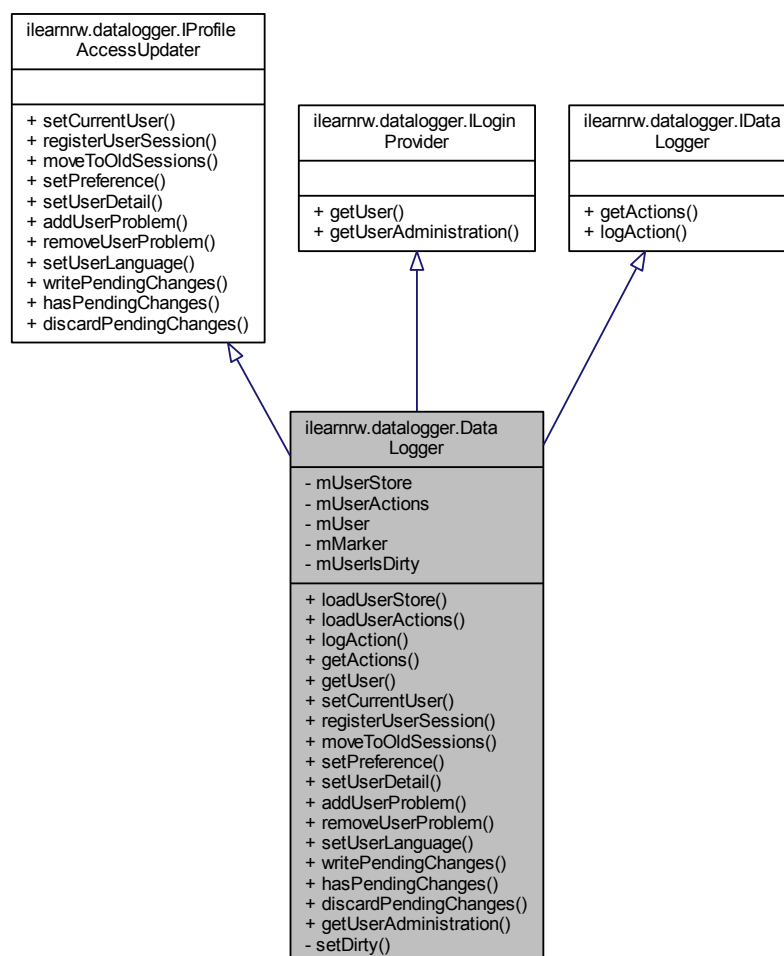 ilearnrw.datalogger.IProfile
AccessUpdater
+ setCurrentUser()
+ registerUserSession()
+ moveToOldSessions()
+ setPreference()
+ setUserDetail()
+ addUserProblem()
+ removeUserProblem()
+ setUserLanguage()
+ writePendingChanges()
+ hasPendingChanges()
+ discardPendingChanges()
ilearnrw.datalogger.ILogin
Provider
+ getUser()
+ getUserAdministration()
ilearnrw.datalogger.IData
Logger
+ getActions()
+ logAction()
ilearnrw.datalogger.Data
Logger
- mUserStore
- mUserActions
- mUser
- mMarker
- mUserIsDirty
+ loadUserStore()
+ loadUserActions()
+ logAction()
+ getActions()
+ getUser()
+ setCurrentUser()
+ registerUserSession()
+ moveToOldSessions()
+ setPreference()
+ setUserDetail()
+ addUserProblem()
+ removeUserProblem()
+ setUserLanguage()
+ writePendingChanges()
+ hasPendingChanges()
+ discardPendingChanges()
+ getUserAdministration()
- setDirty()